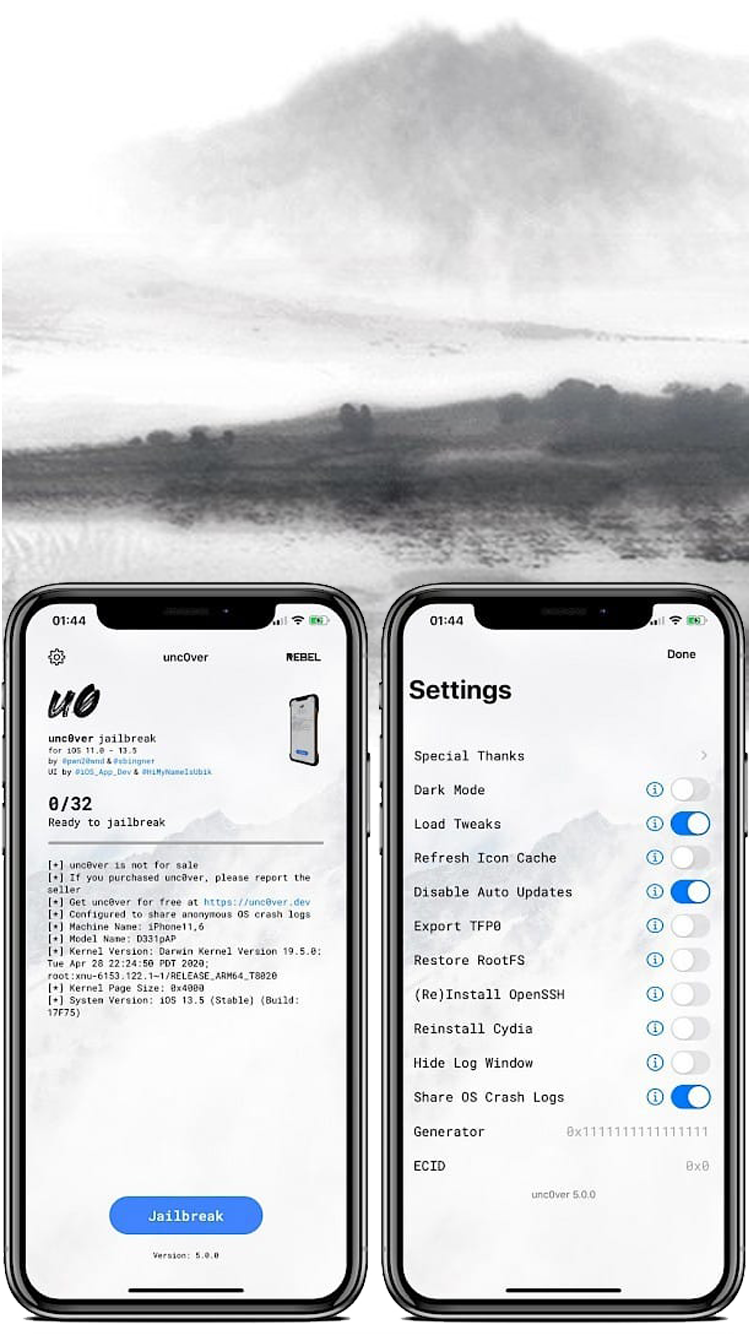 01:44
unc0ver
REBEL
u0
unc0ver jailbreak
for iOS 11.0 - 13.5
by @pwn20wnd & @sbingner
UI by @iOS_App_Dev & @HiMyNameIsUbik
0/32
Ready to jailbreak
[*] unc0ver is not for sale
[*] If you purchased unc0ver, please report the
seller
[*] Get unc0ver for free at https://unc0ver.dev
[*] Configured to share anonymous OS crash logs
[*] Machine Name: iPhone11,6
[*] Model Name: D331pAP
[*] Kernel Version: Darwin Kernel Version 19.5.0:
Tue Apr 28 22:24:50 PDT 2020;
root:xnu-6153.122.1~1/RELEASE_ARM64_T8020
[*] Kernel Page Size: 0x4000
[*] System Version: iOS 13.5 (Stable) (Build:
17F75)
Jailbreak
Version: 5.0.0
01:44
Done
Settings
Special Thanks
Dark Mode
Load Tweaks
Refresh Icon Cache
Disable Auto Updates
Export TFP0
Restore RootFS
(Re)Install OpenSSH
Reinstall Cydia
Hide Log Window
Share OS Crash Logs
Generator 0x1111111111111111
ECID 0x0
unc0ver 5.0.0